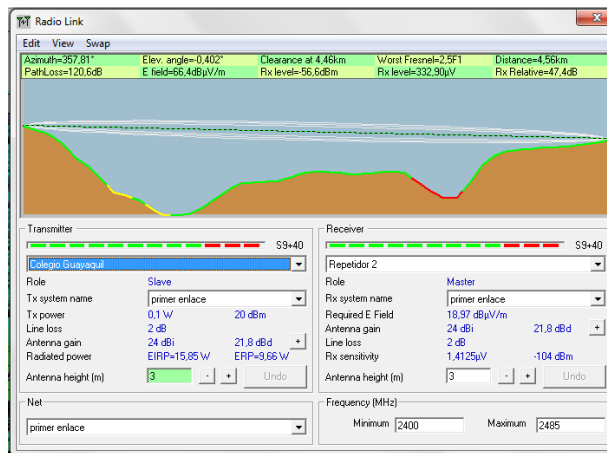 Radio Link
Edit View Swap
Azimuth=357,81° Elev. angle=-0,402° Clearance at 4,46km Worst Fresnel=2,5F1 Distance=4,56km
PathLoss=120,6dB E field=66,4dBµV/m Rx level=-56,6dBm Rx level=332,90µV Rx Relative=47,4dB
Transmitter
S9+40
Colegio Guayaquil
Role Slave
Tx system name primer enlace
Tx power 0,1 W 20 dBm
Line loss 2 dB
Antenna gain 24 dBi 21,8 dBd +
Radiated power EIRP=15,85 W ERP=9,66 W
Antenna height (m) 3 - + Undo
Receiver
S9+40
Repetidor 2
Role Master
Rx system name primer enlace
Required E Field 18,97 dBµV/m
Antenna gain 24 dBi 21,8 dBd +
Line loss 2 dB
Rx sensitivity 1,4125µV -104 dBm
Antenna height (m) 3 - + Undo
Net
primer enlace
Frequency (MHz)
Minimum 2400 Maximum 2485